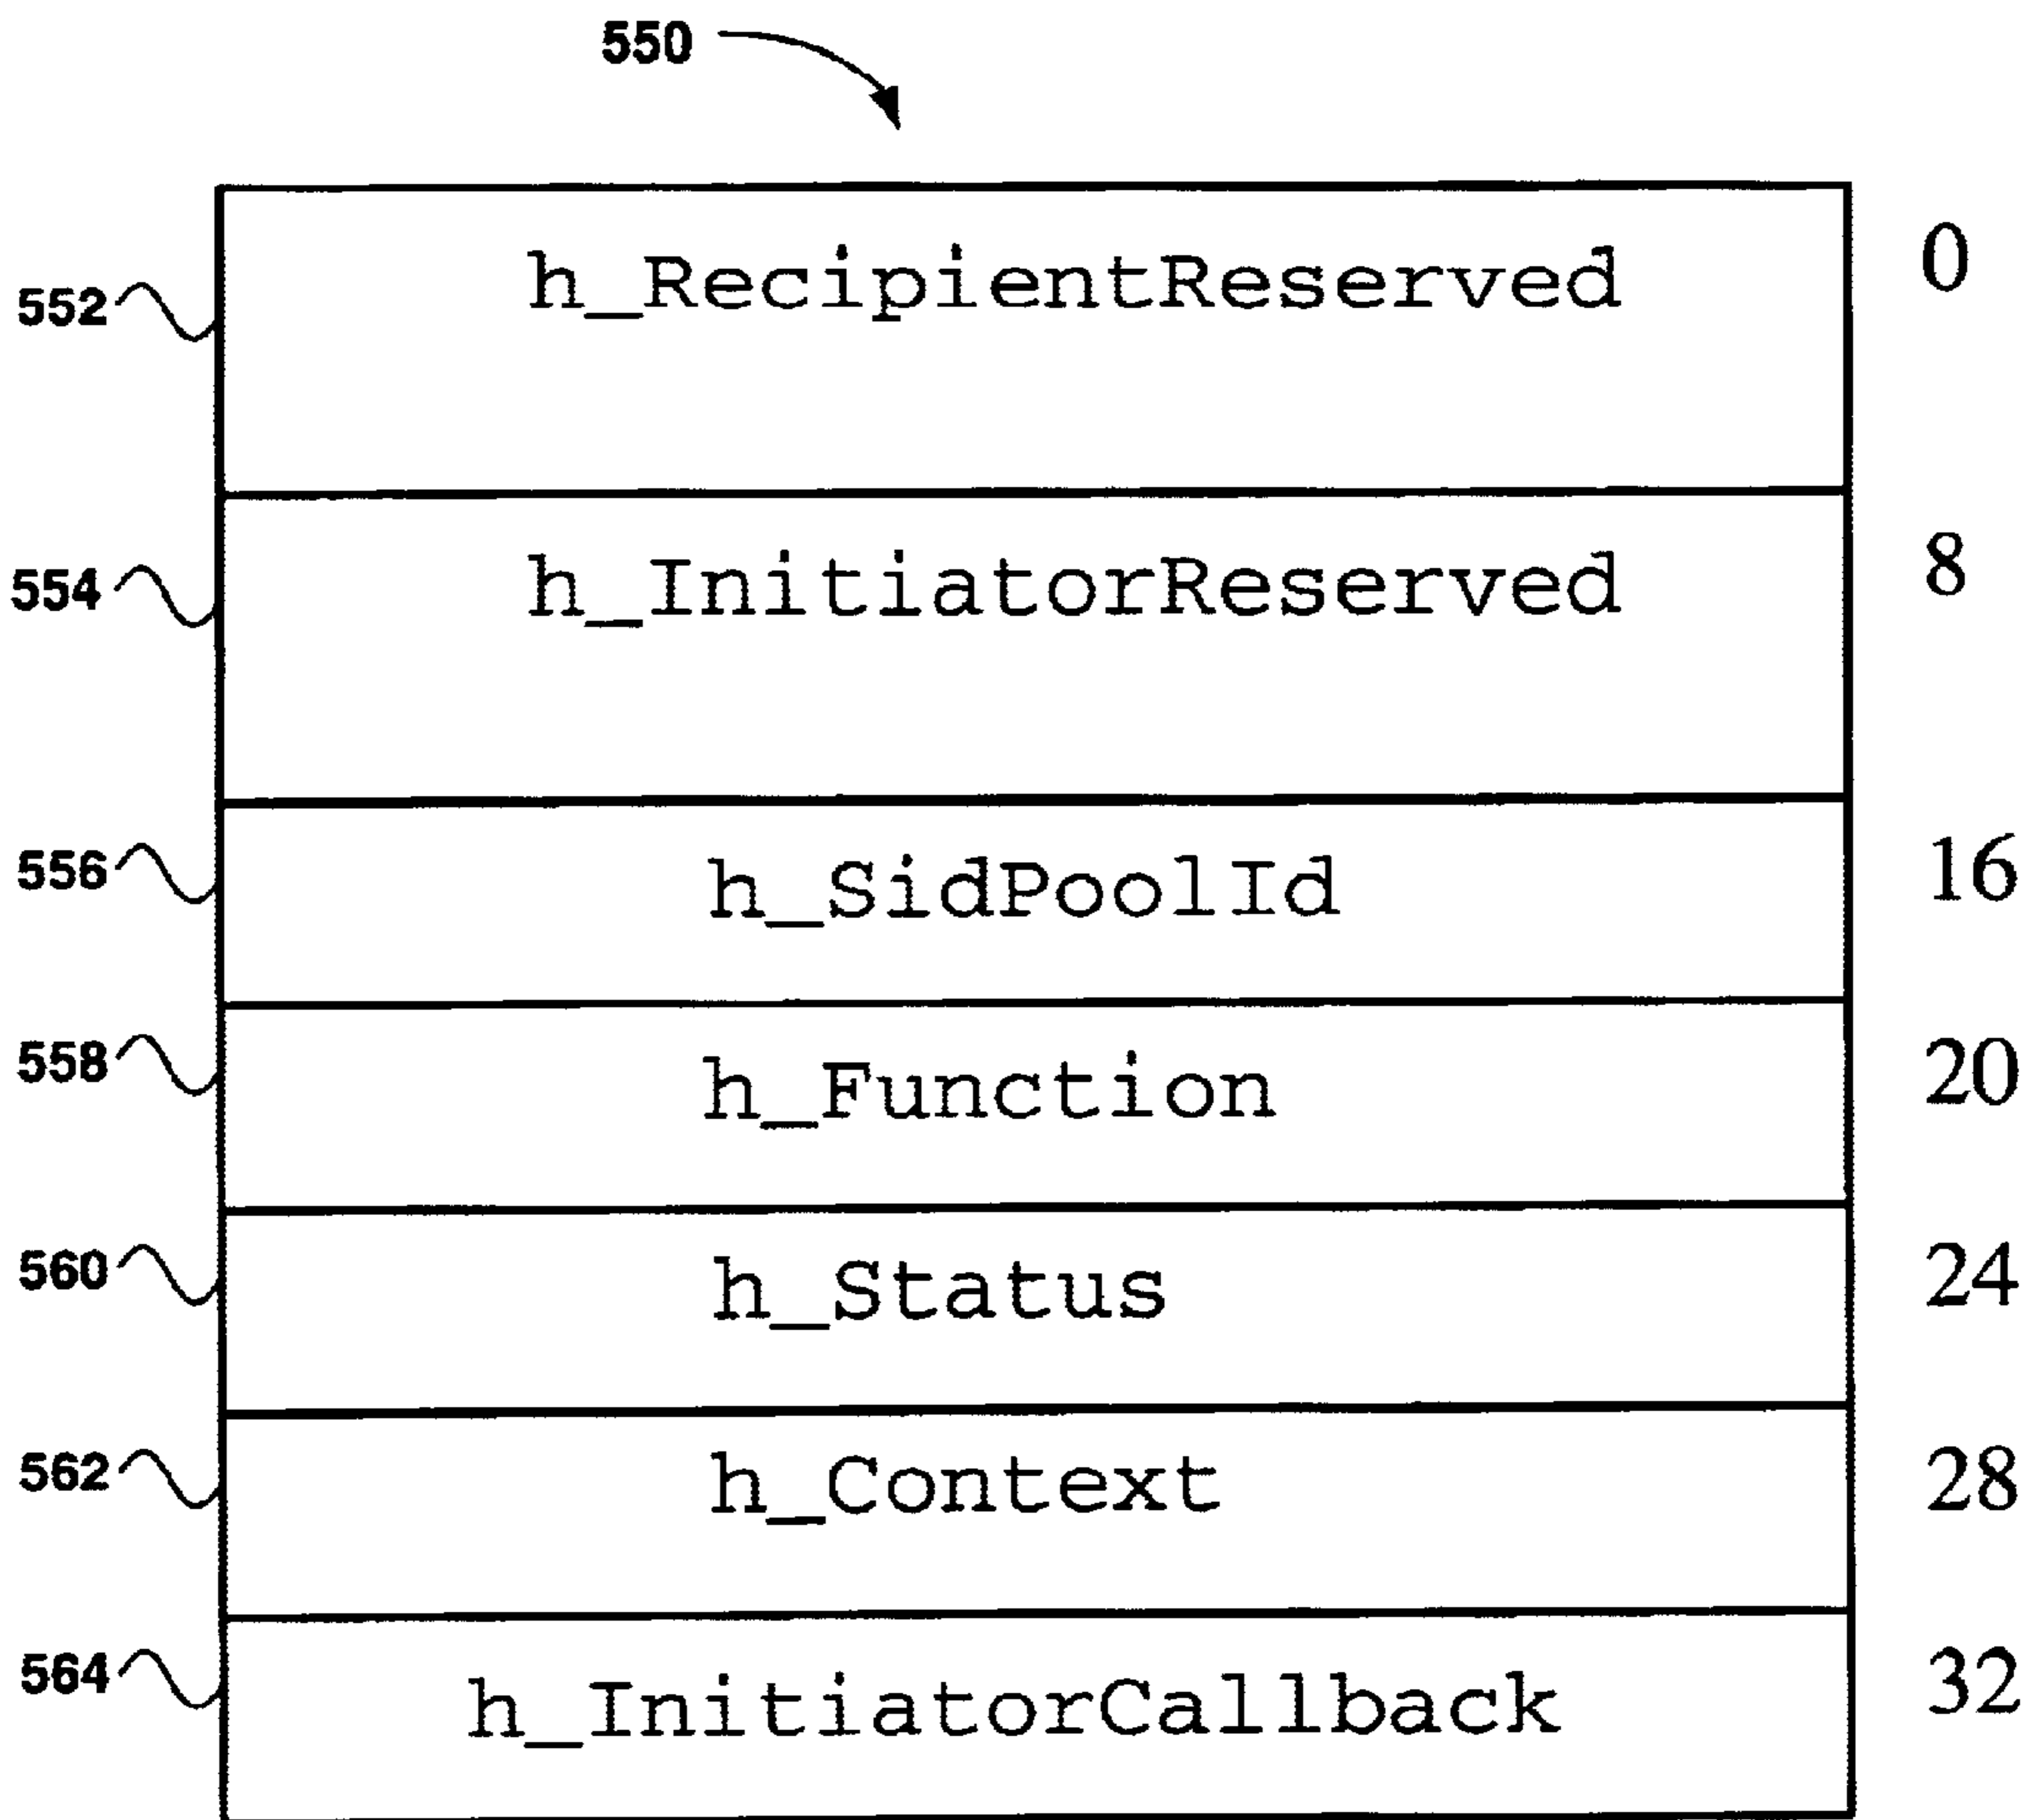 550
h_RecipientReserved 0
552
h_InitiatorReserved 8
554
h_SidPoolId 16
556
h_Function 20
558
h_Status 24
560
h_Context 28
562
h_InitiatorCallback 32
564